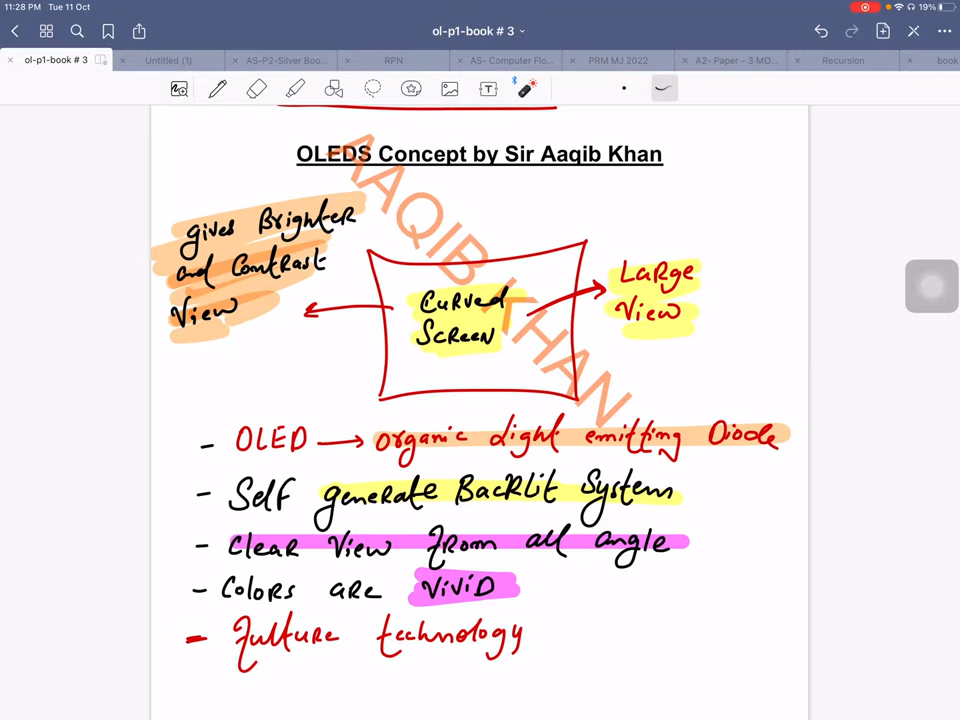 11:28 PM Tue 11 Oct
19%
ol-p1-book # 3
ol-p1-book # 3
Untitled (1)
AS-P2-Silver Boo...
RPN
AS- Computer Flo...
PRM MJ 2022
A2- Paper - 3 MO...
Recursion
book
OLEDS Concept by Sir Aaqib Khan
AAQIB KHAN
gives Brighter
and Contrast
View
Curved
Screen
Large
View
- OLED → organic light emitting Diode
- Self generate Backlit System
- Clear View From all angle
- Colors are ViViD
- Fulture technology